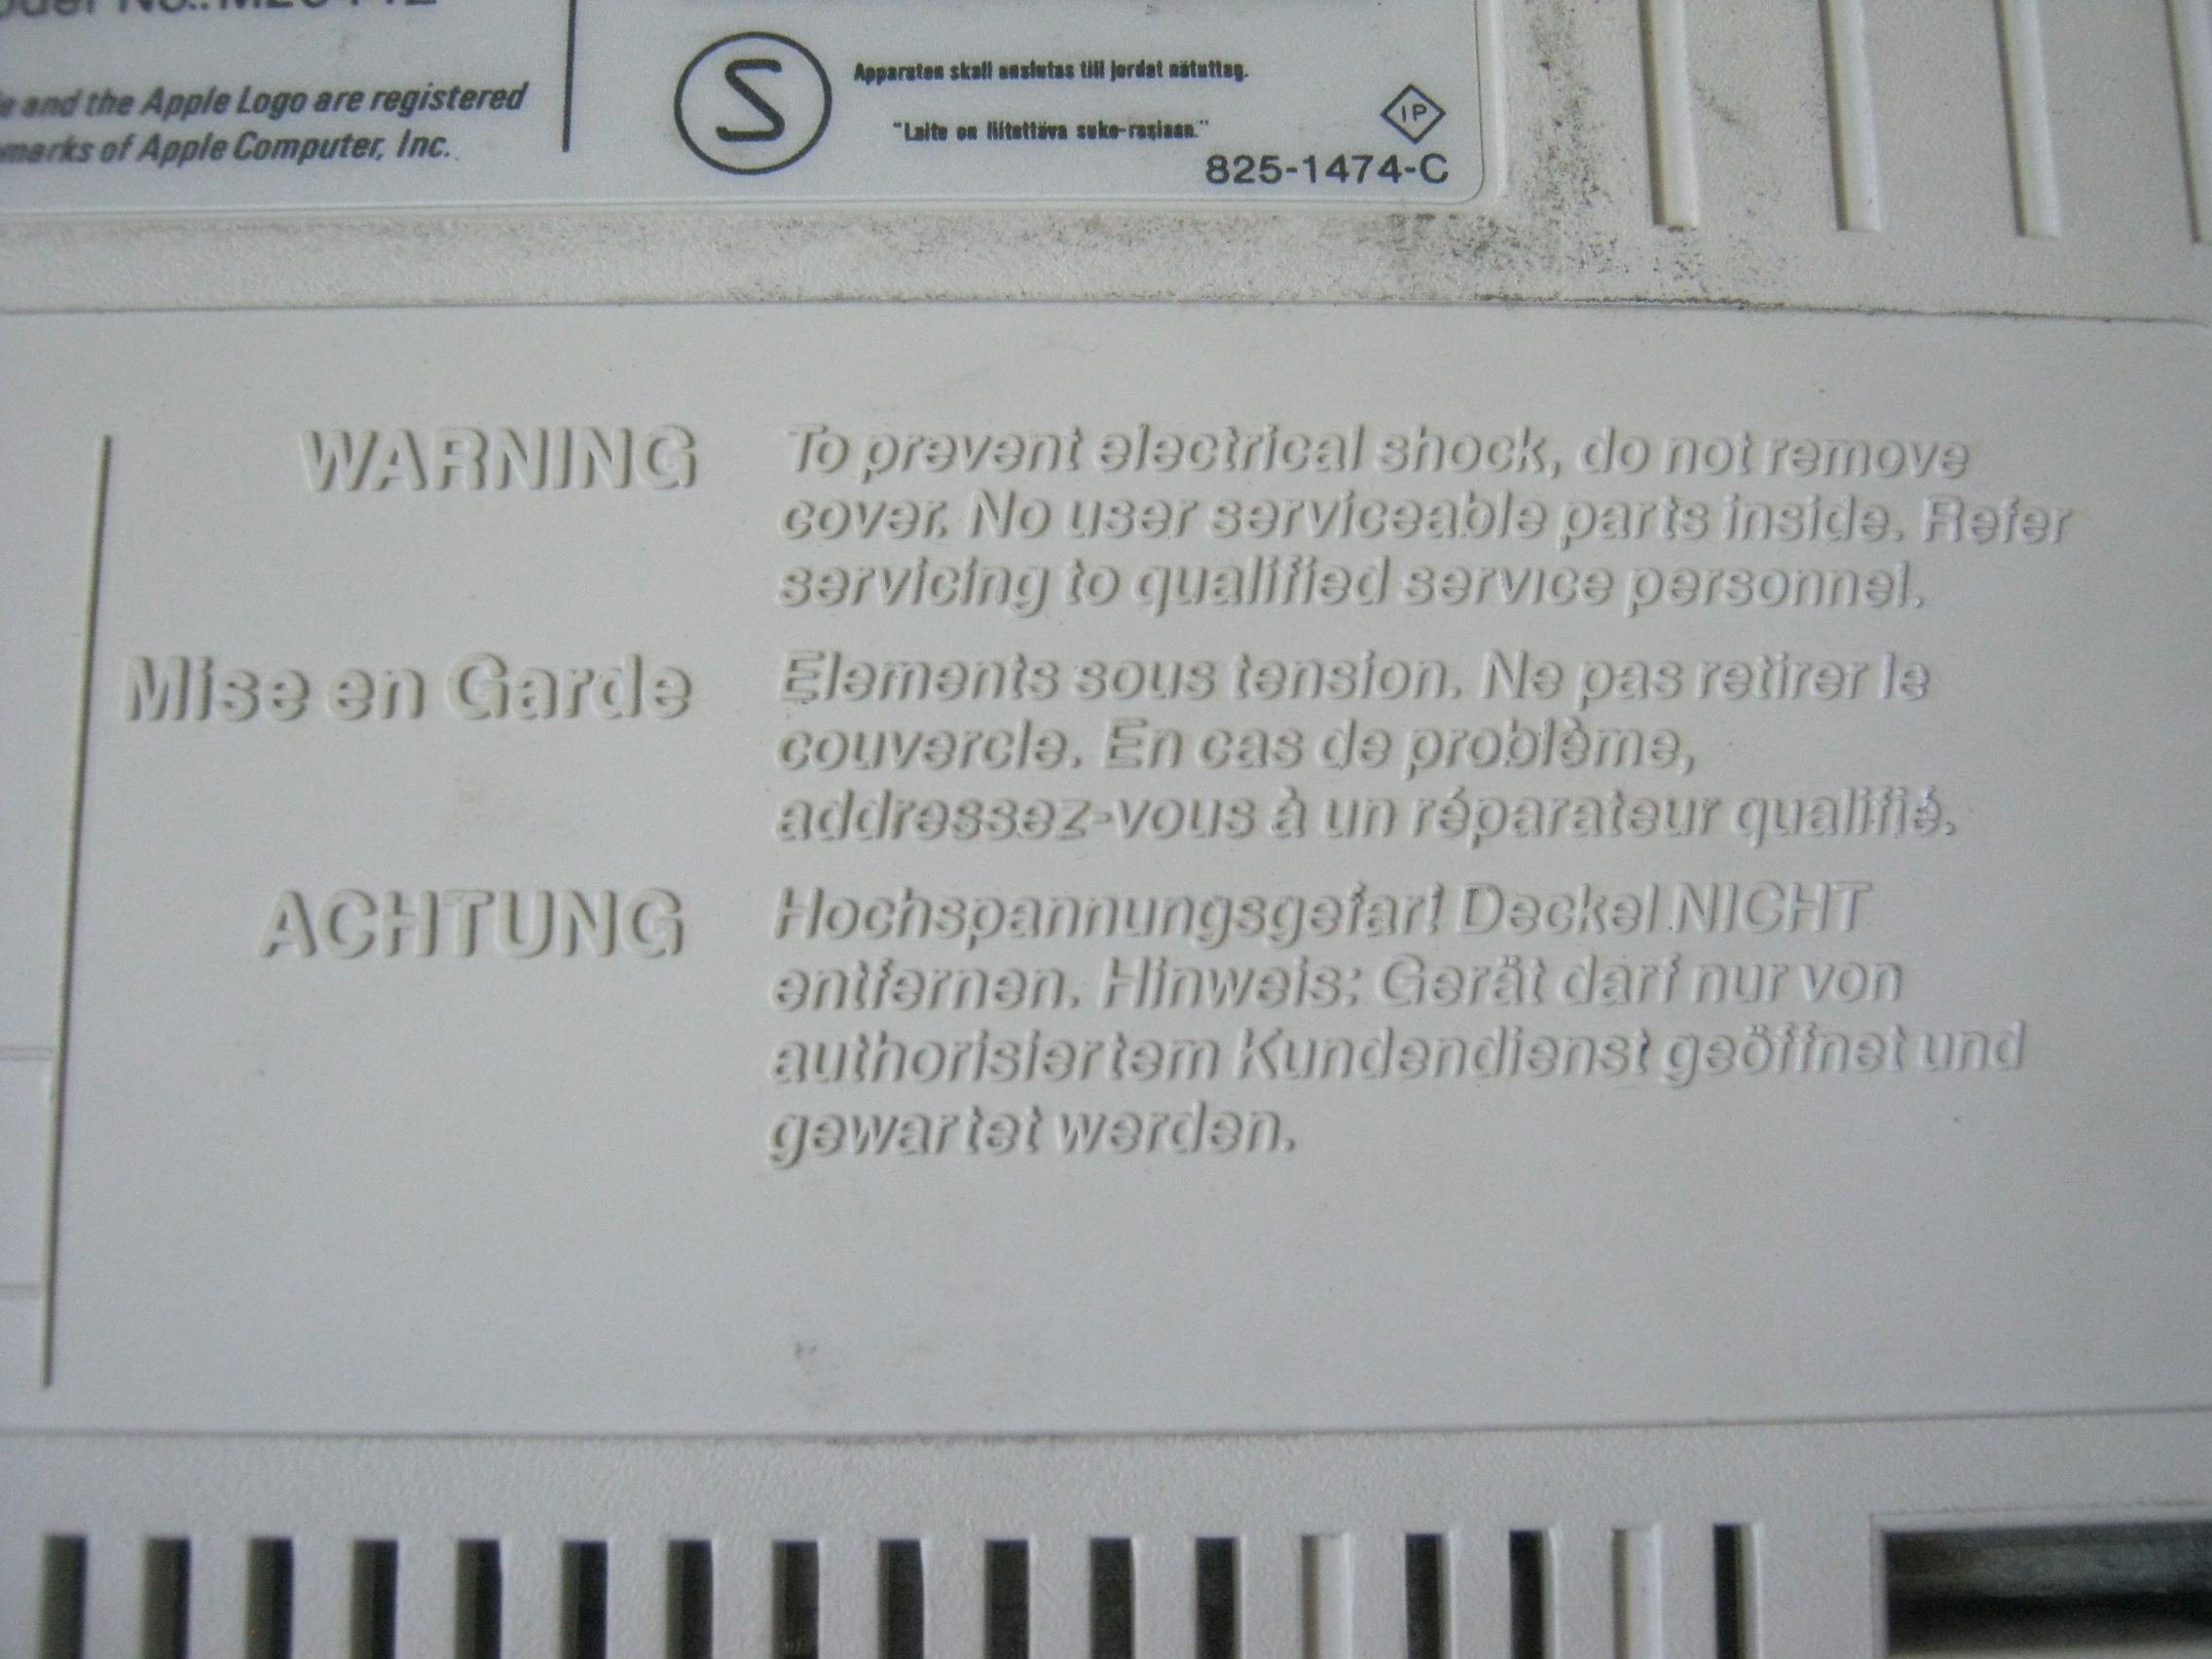 and the Apple Logo are registered
of Apple Computer, Inc.
S
Apparaten skall anslutas till jordat nätuttag.
"Laite on liitettävä suko-rasiaan."
IP
825-1474-C
WARNING
To prevent electrical shock, do not remove
cover. No user serviceable parts inside. Refer
servicing to qualified service personnel.
Mise en Garde
Elements sous tension. Ne pas retirer le
couvercle. En cas de problème,
addressez-vous à un réparateur qualifié.
ACHTUNG
Hochspannungsgefar! Deckel NICHT
entfernen. Hinweis: Gerät darf nur von
authorisiertem Kundendienst geöffnet und
gewartet werden.